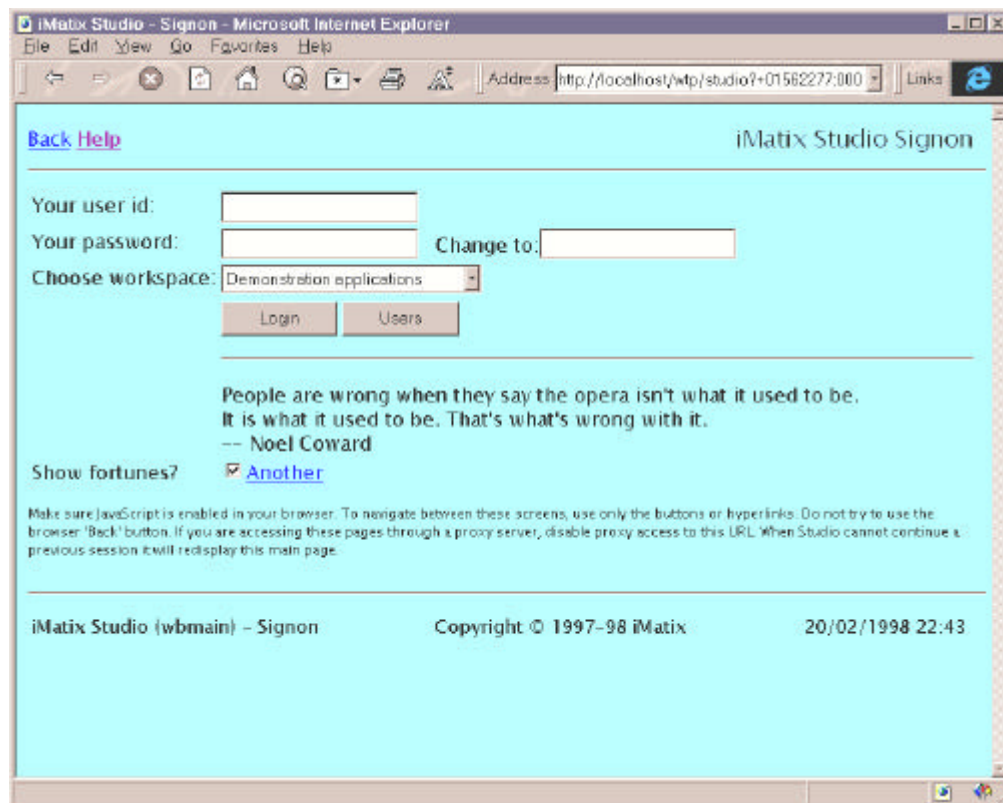 iMatix Studio - Signon - Microsoft Internet Explorer
File Edit View Go Favorites Help
Address http://localhost/wtp/studio?+01562277:000 Links
Back Help iMatix Studio Signon
Your user id:
Your password: Change to:
Choose workspace: Demonstration applications
Login Users
People are wrong when they say the opera isn't what it used to be.
It is what it used to be. That's what's wrong with it.
-- Noel Coward
Show fortunes? Another
Make sure JavaScript is enabled in your browser. To navigate between these screens, use only the buttons or hyperlinks. Do not try to use the
browser 'Back' button. If you are accessing these pages through a proxy server, disable proxy access to this URL. When Studio cannot continue a
previous session it will redisplay this main page.
iMatix Studio (wbmain) - Signon Copyright © 1997-98 iMatix 20/02/1998 22:43